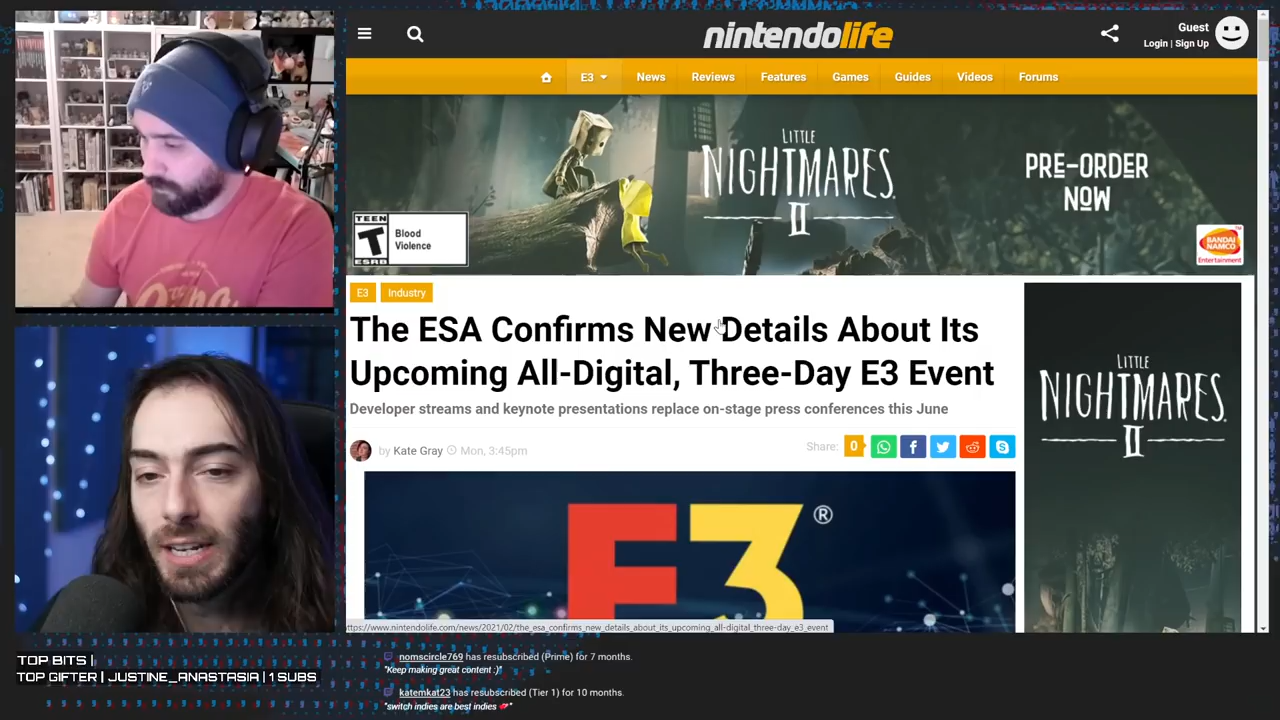 nintendolife
Guest
Login | Sign Up
E3
News
Reviews
Features
Games
Guides
Videos
Forums
LITTLE
NIGHTMARES
II
PRE-ORDER
NOW
TEEN
T
ESRB
Blood
Violence
BANDAI
NAMCO
Entertainment
E3
Industry
The ESA Confirms New Details About Its
Upcoming All-Digital, Three-Day E3 Event
Developer streams and keynote presentations replace on-stage press conferences this June
by Kate Gray
Mon, 3:45pm
Share:
0
E3®
LITTLE
NIGHTMARES
II
https://www.nintendolife.com/news/2021/02/the_esa_confirms_new_details_about_its_upcoming_all-digital_three-day_e3_event
TOP BITS |
TOP GIFTER | JUSTINE_ANASTASIA | 1 SUBS
nomscircle769 has resubscribed (Prime) for 7 months.
"Keep making great content :)"
katemkat23 has resubscribed (Tier 1) for 10 months.
"switch indies are best indies "